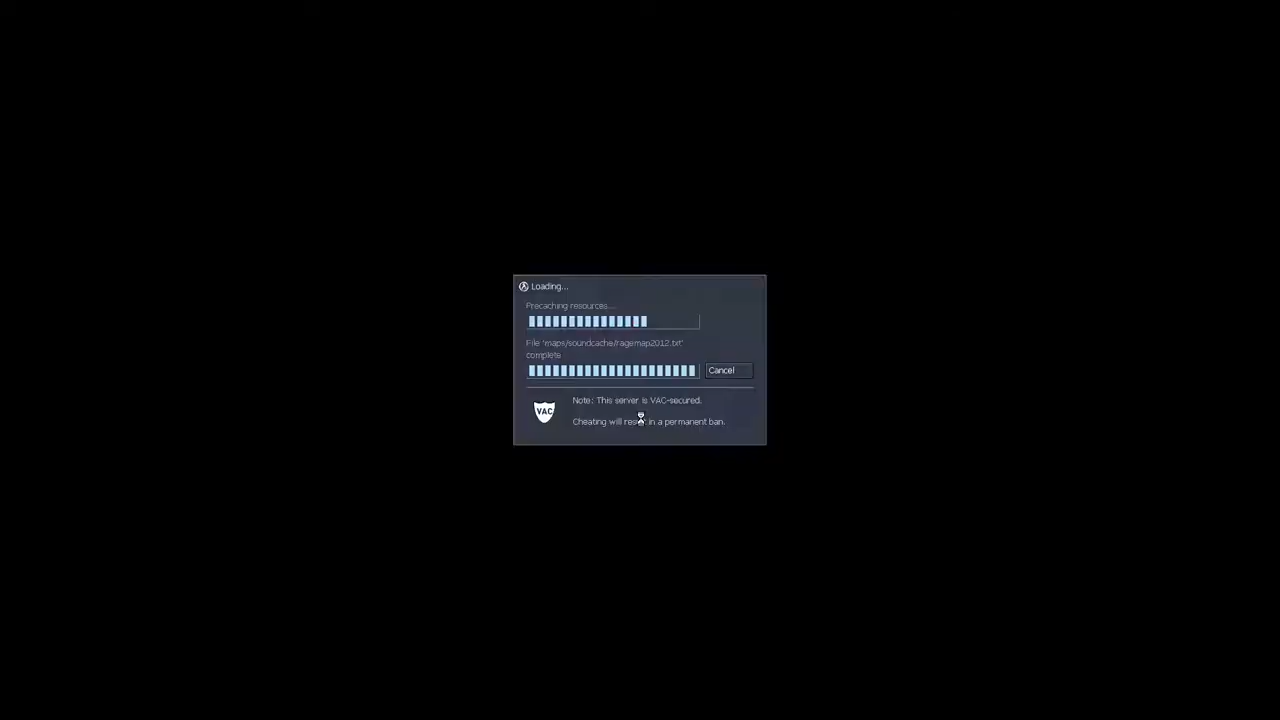 Loading...
Precaching resources...
File 'maps/soundcache/ragemap2012.txt'
complete
Cancel
Note: This server is VAC-secured.
VAC
Cheating will result in a permanent ban.